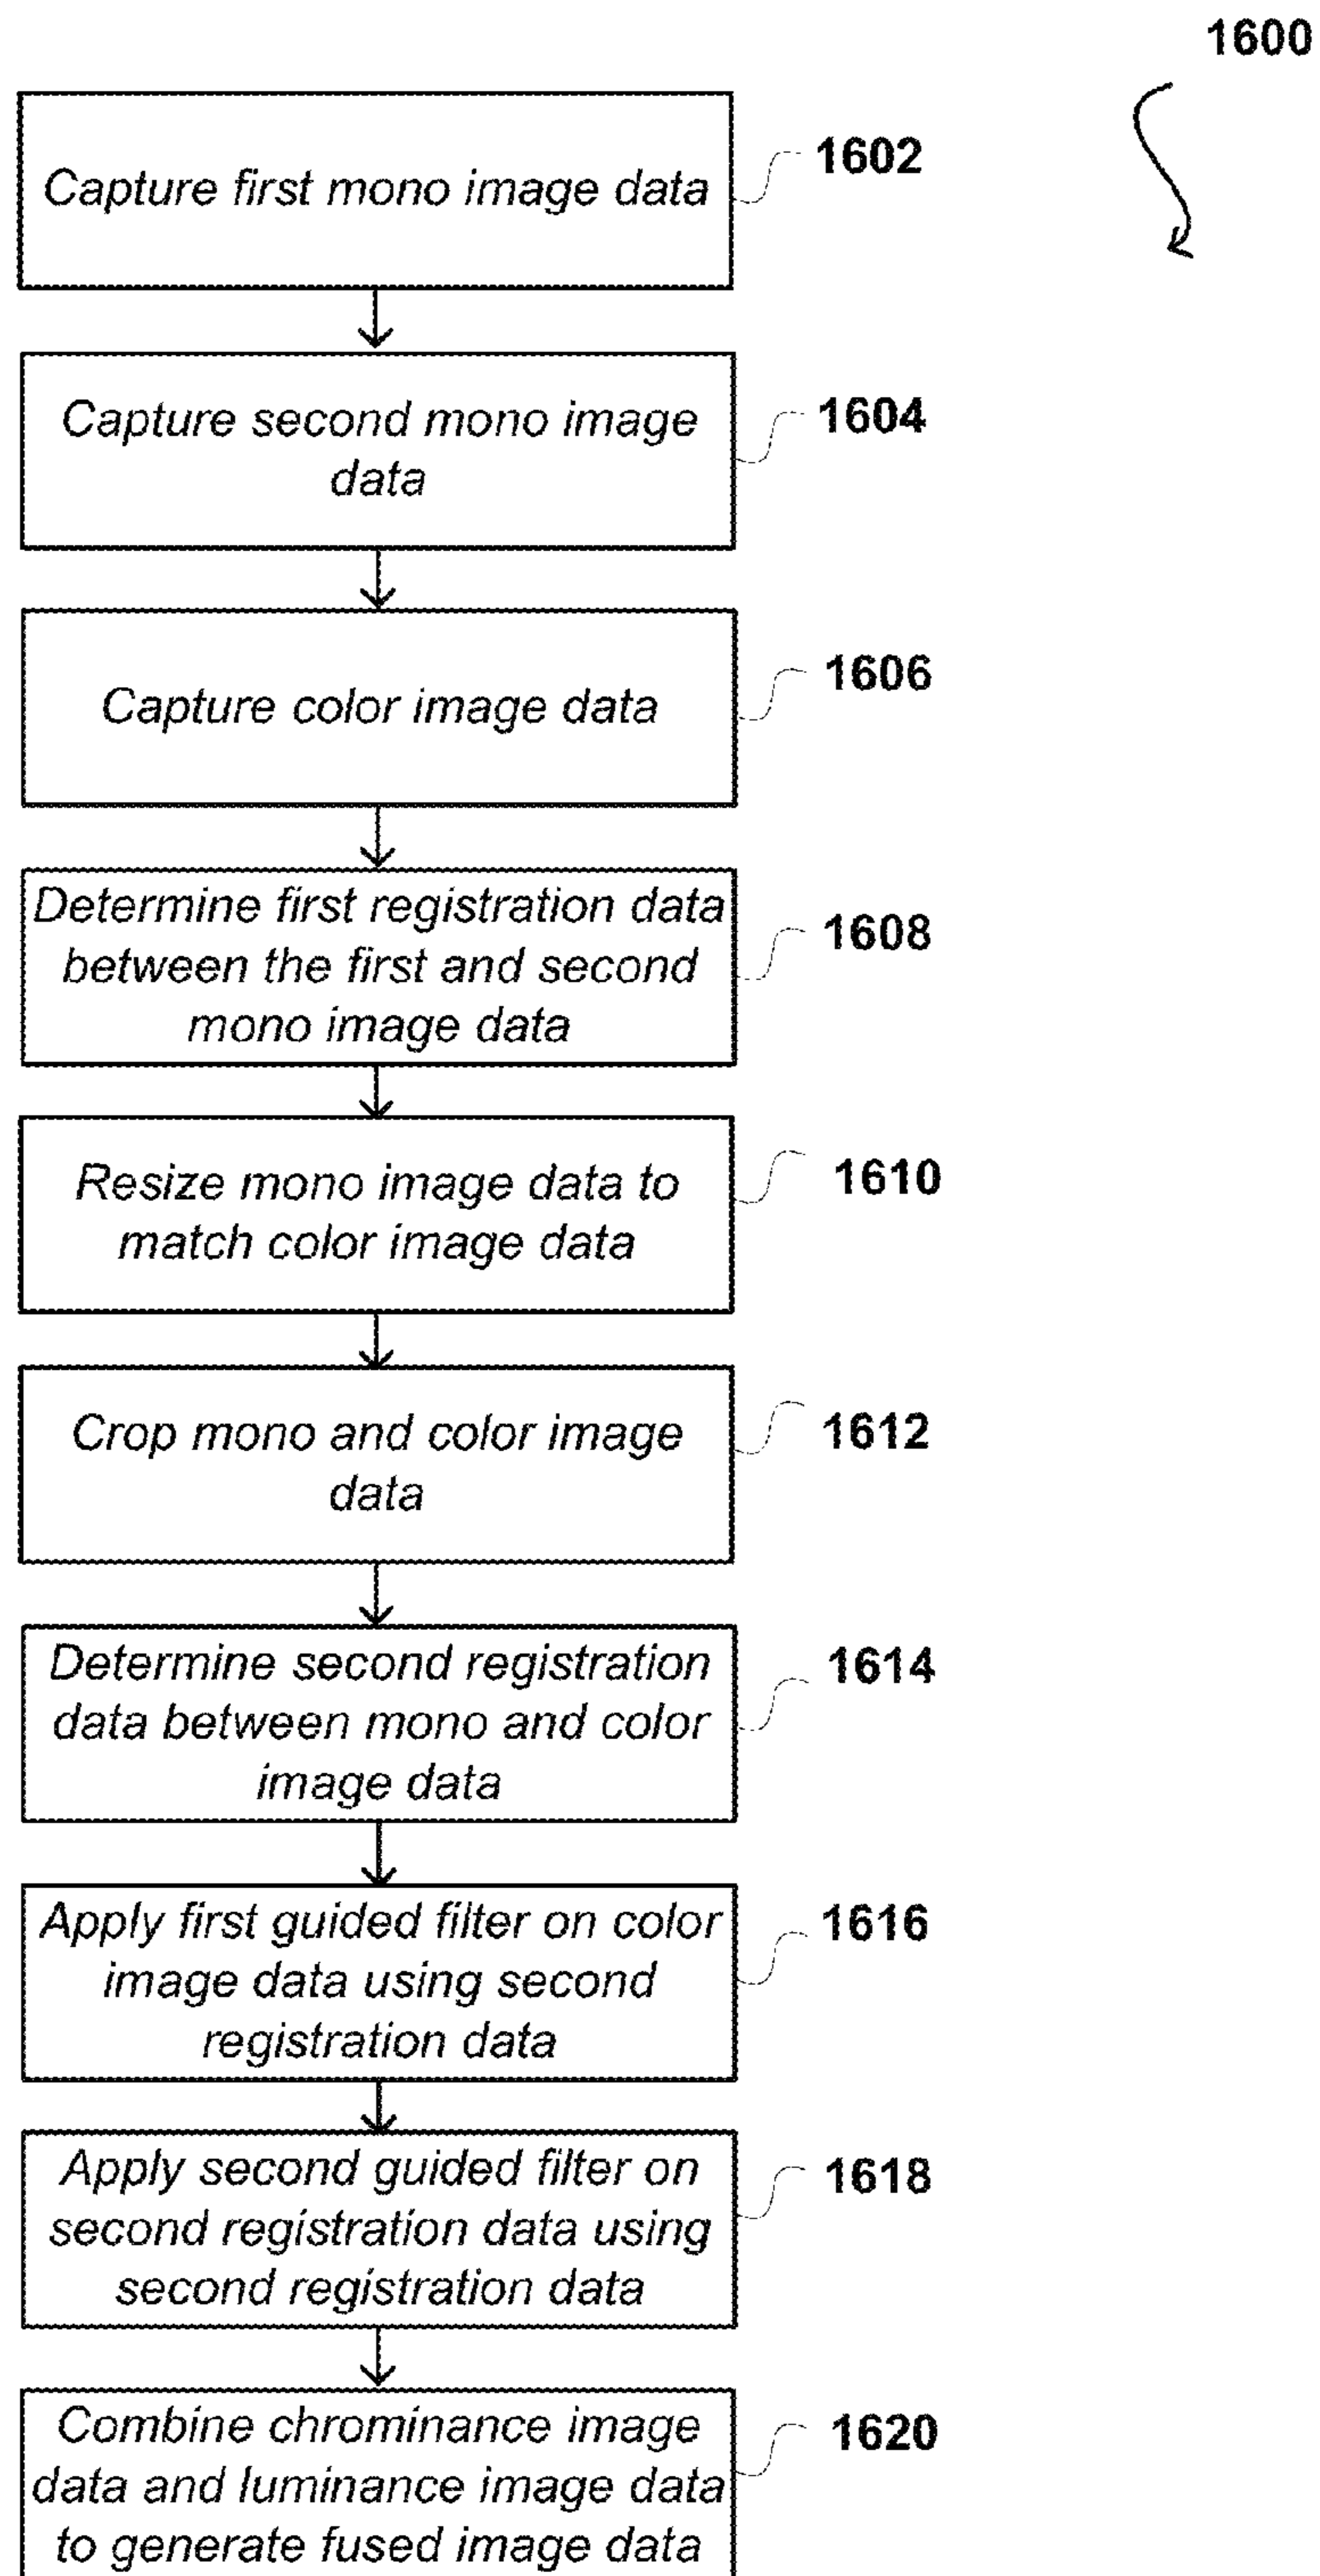 1600
Capture first mono image data
1602
Capture second mono image
data
1604
Capture color image data
1606
Determine first registration data
between the first and second
mono image data
1608
Resize mono image data to
match color image data
1610
Crop mono and color image
data
1612
Determine second registration
data between mono and color
image data
1614
Apply first guided filter on color
image data using second
registration data
1616
Apply second guided filter on
second registration data using
second registration data
1618
Combine chrominance image
data and luminance image data
to generate fused image data
1620